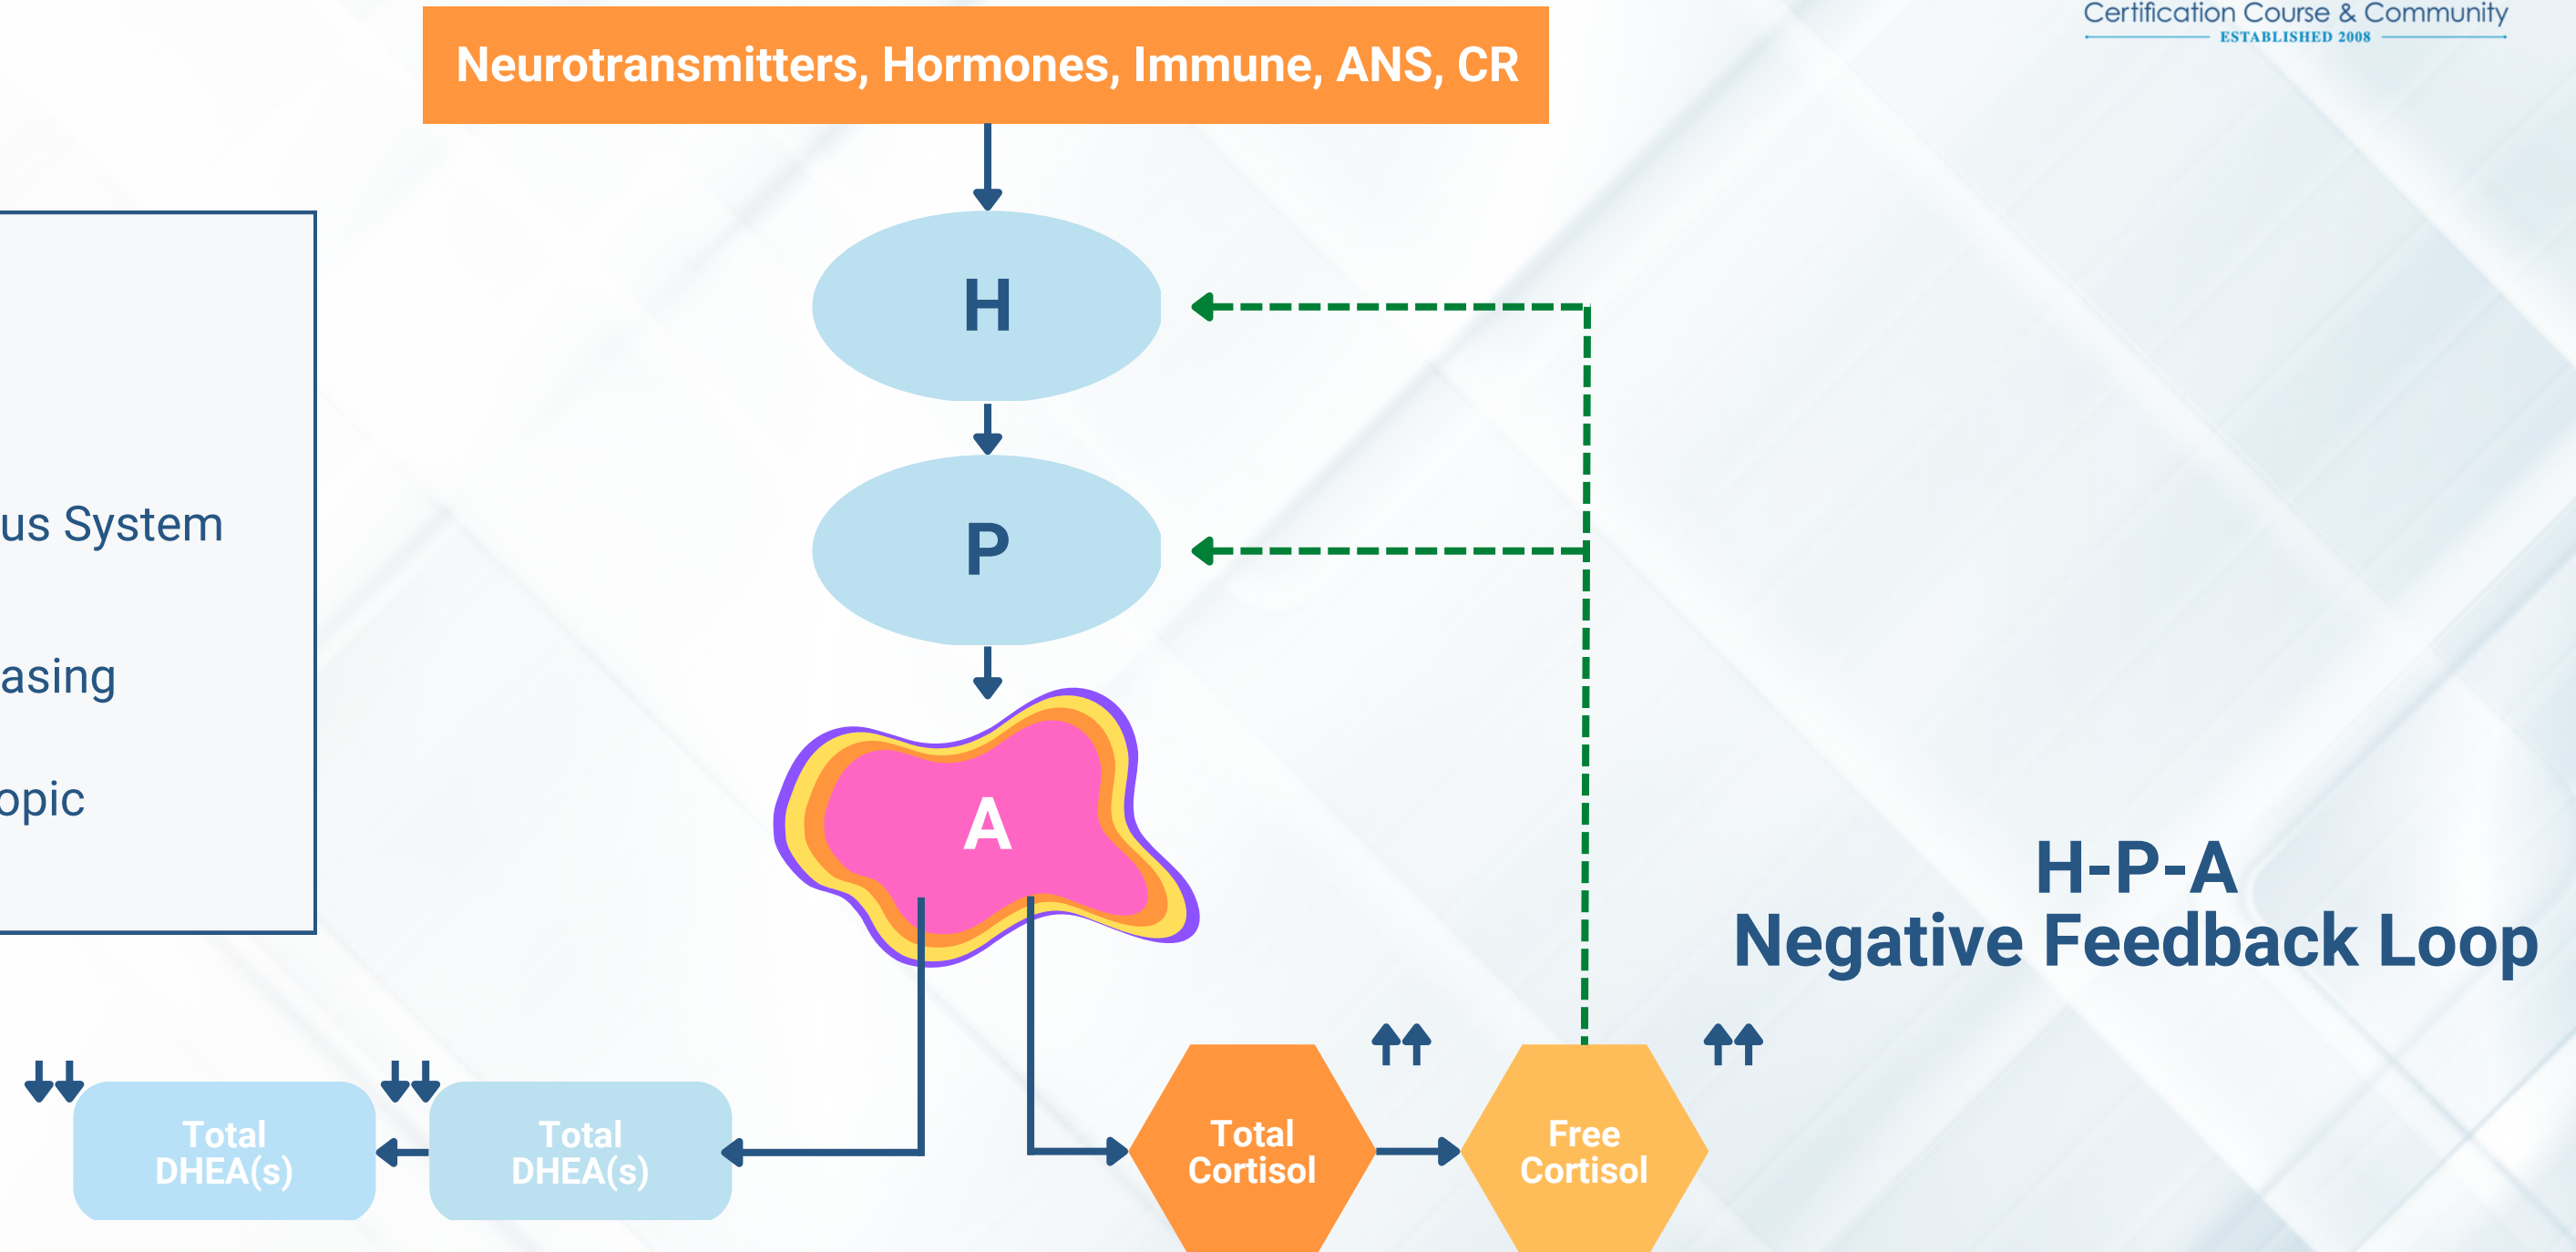 Certification Course & Community
ESTABLISHED 2008
Neurotransmitters, Hormones, Immune, ANS, CR
H
P
A
us System
asing
opic
H-P-A
Negative Feedback Loop
Total
DHEA(s)
Total
DHEA(s)
Total
Cortisol
Free
Cortisol